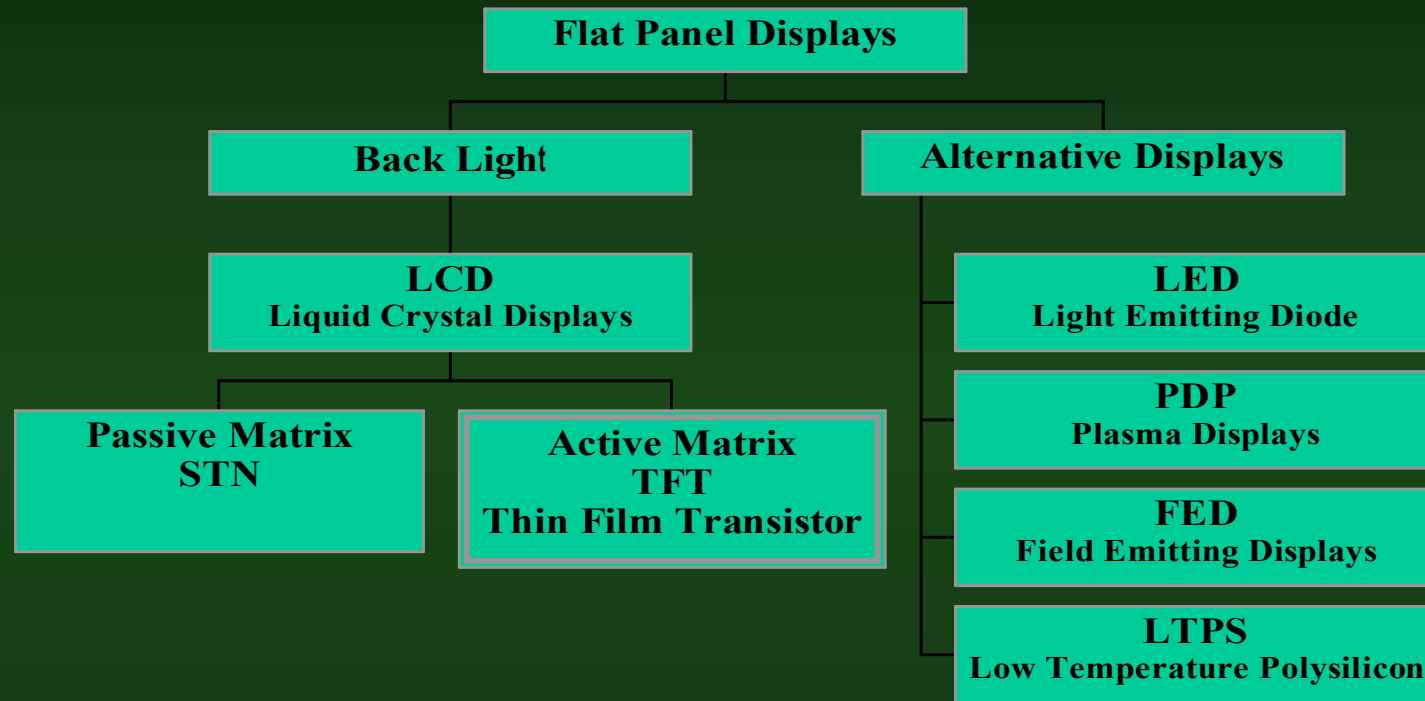 Flat Panel Displays
Back Light
Alternative Displays
LCD
Liquid Crystal Displays
LED
Light Emitting Diode
PDP
Plasma Displays
Passive Matrix
STN
Active Matrix
TFT
Thin Film Transistor
FED
Field Emitting Displays
LTPS
Low Temperature Polysilicon